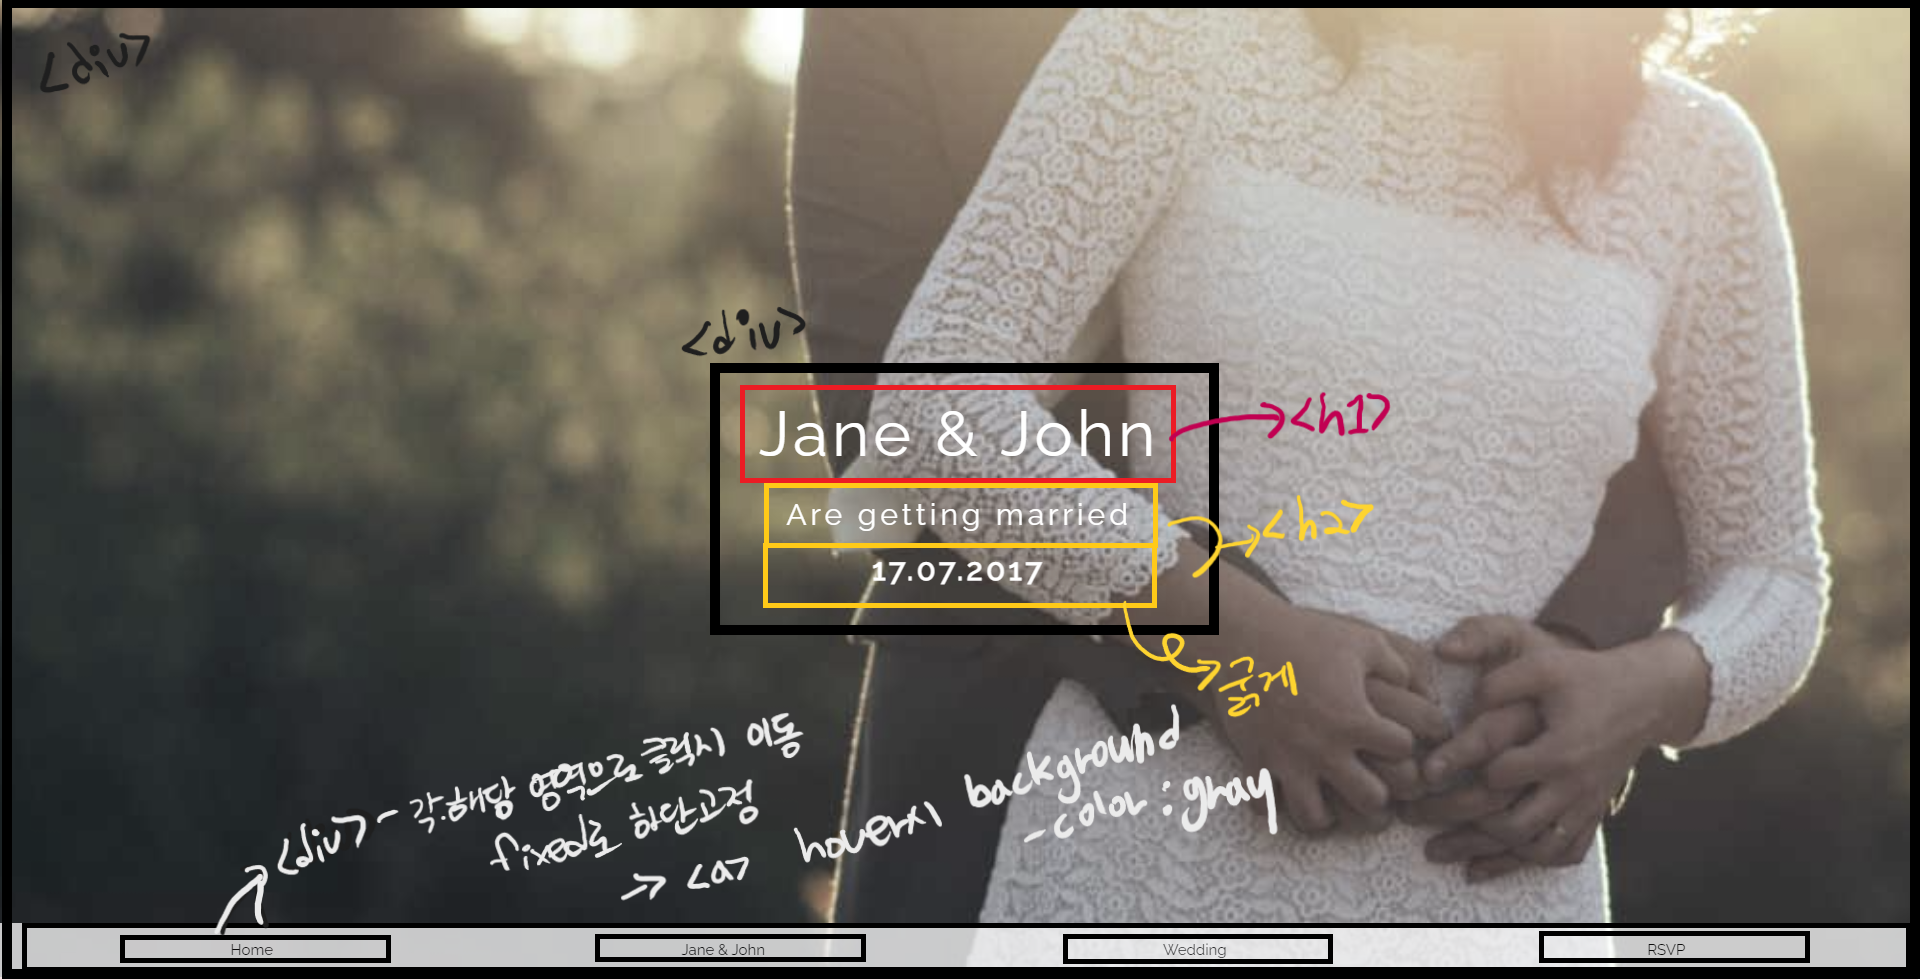 <div>
<div>
Jane & John
<h1>
Are getting married
<h2>
17.07.2017
굵게
<div> - 각.해당 영역으로 클릭시 이동
fixed로 하단고정
→ <a> hover시 background
-color : gray
Home
Jane & John
Wedding
RSVP